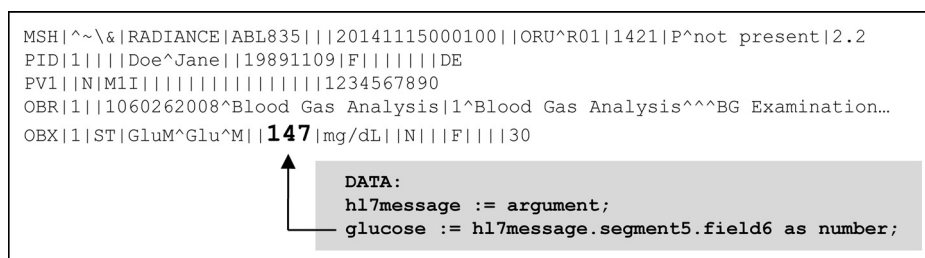 MSH|^~\&|RADIANCE|ABL835|||20141115000100||ORU^R01|1421|P^not present|2.2
PID|1||||Doe^Jane||19891109|F|||||||DE
PV1||N|M1I||||||||||||||||1234567890
OBR|1||1060262008^Blood Gas Analysis|1^Blood Gas Analysis^^^BG Examination…
OBX|1|ST|GluM^Glu^M||147|mg/dL||N|||F||||30
DATA:
hl7message := argument;
glucose := hl7message.segment5.field6 as number;